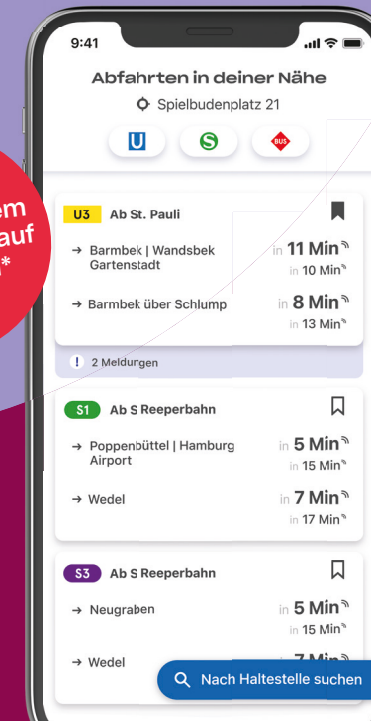 9:41
Abfahrten in deiner Nähe
Spielbudenplatz 21
U
S
BUS
auf
U3 Ab St. Pauli
→ Barmbek | Wandsbek Gartenstadt
in 11 Min
in 10 Min
→ Barmbek über Schlump
in 8 Min
in 13 Min
! 2 Meldungen
S1 Ab S Reeperbahn
→ Poppenbüttel | Hamburg Airport
in 5 Min
in 15 Min
→ Wedel
in 7 Min
in 17 Min
S3 Ab S Reeperbahn
→ Neugraben
in 5 Min
in 15 Min
→ Wedel
in 7 Min
Nach Haltestelle suchen